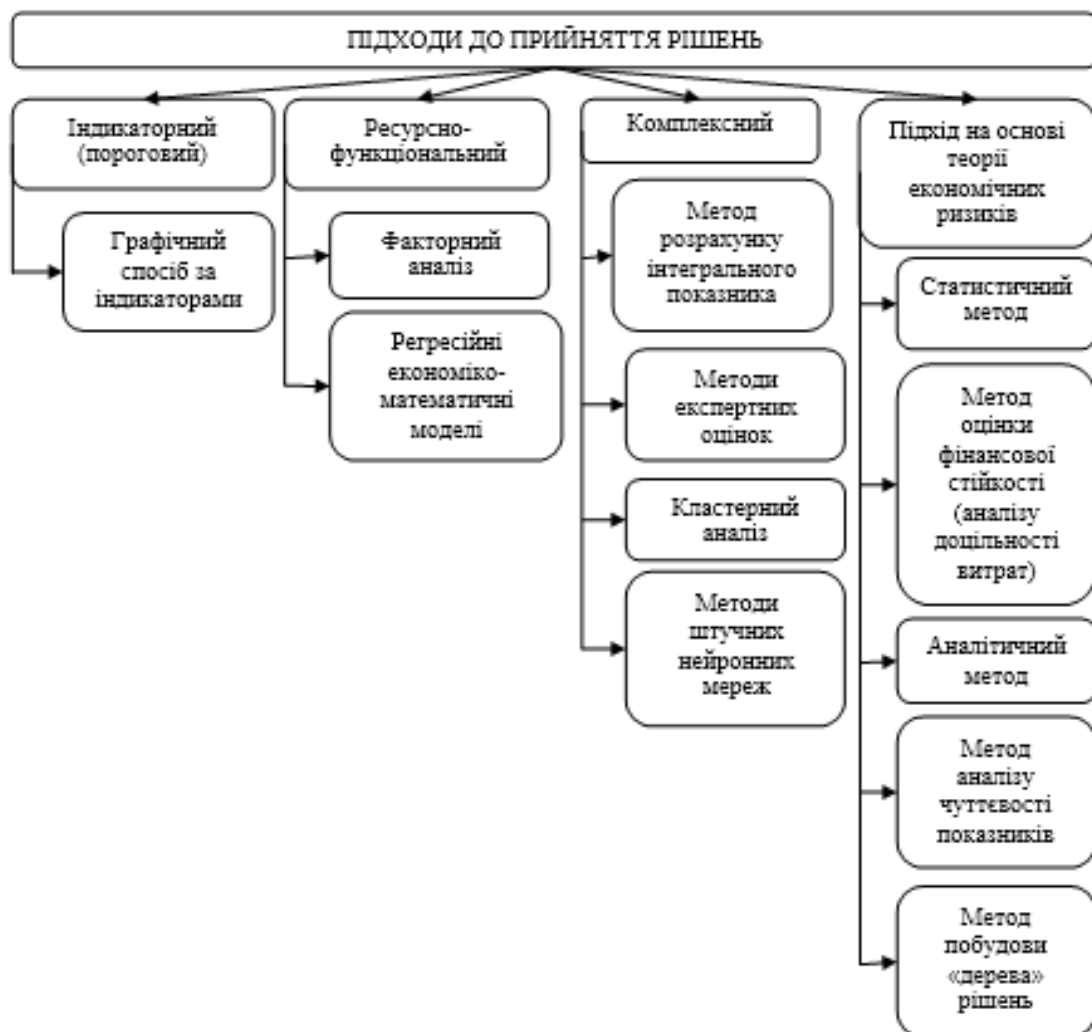 ПІДХОДИ ДО ПРИЙНЯТТЯ РІШЕНЬ
Індикаторний
(пороговий)
Графічний
спосіб за
індикаторами
Ресурсно-
функціональний
Факторний
аналіз
Регресійні
економіко-
математичні
моделі
Комплексний
Метод
розрахунку
інтегрального
показника
Методи
експертних
оцінок
Кластерний
аналіз
Методи
штучних
нейронних
мереж
Підхід на основі
теорії
економічних
ризиків
Статистичний
метод
Метод
оцінки
фінансової
стійкості
(аналізу
доцільності
витрат)
Аналітичний
метод
Метод
аналізу
чуттєвості
показників
Метод
побудови
«дерева»
рішень